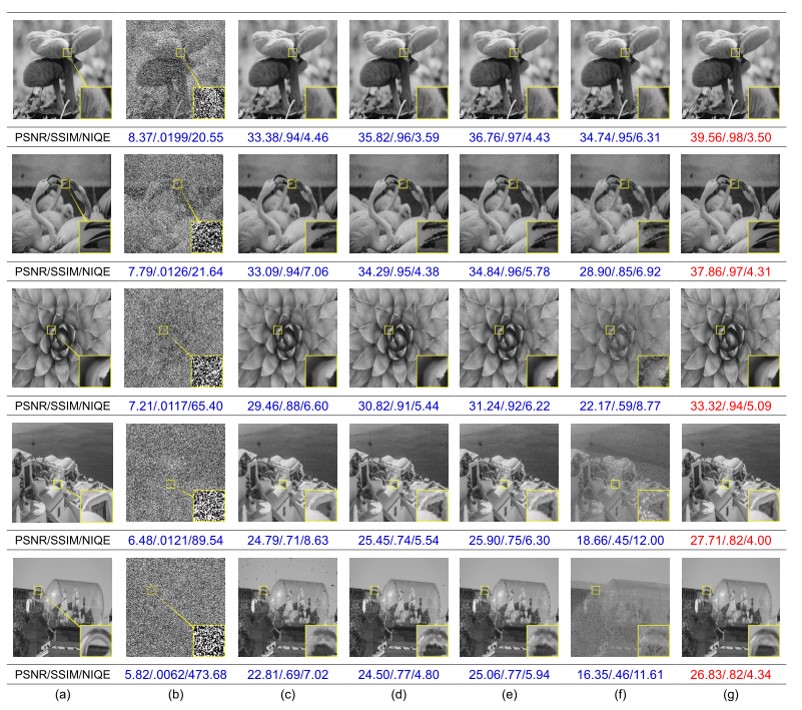 PSNR/SSIM/NIQE 8.37/.0199/20.55 33.38/.94/4.46 35.82/.96/3.59 36.76/.97/4.43 34.74/.95/6.31 39.56/.98/3.50
PSNR/SSIM/NIQE 7.79/.0126/21.64 33.09/.94/7.06 34.29/.95/4.38 34.84/.96/5.78 28.90/.85/6.92 37.86/.97/4.31
PSNR/SSIM/NIQE 7.21/.0117/65.40 29.46/.88/6.60 30.82/.91/5.44 31.24/.92/6.22 22.17/.59/8.77 33.32/.94/5.09
PSNR/SSIM/NIQE 6.48/.0121/89.54 24.79/.71/8.63 25.45/.74/5.54 25.90/.75/6.30 18.66/.45/12.00 27.71/.82/4.00
PSNR/SSIM/NIQE 5.82/.0062/473.68 22.81/.69/7.02 24.50/.77/4.80 25.06/.77/5.94 16.35/.46/11.61 26.83/.82/4.34
(a) (b) (c) (d) (e) (f) (g)